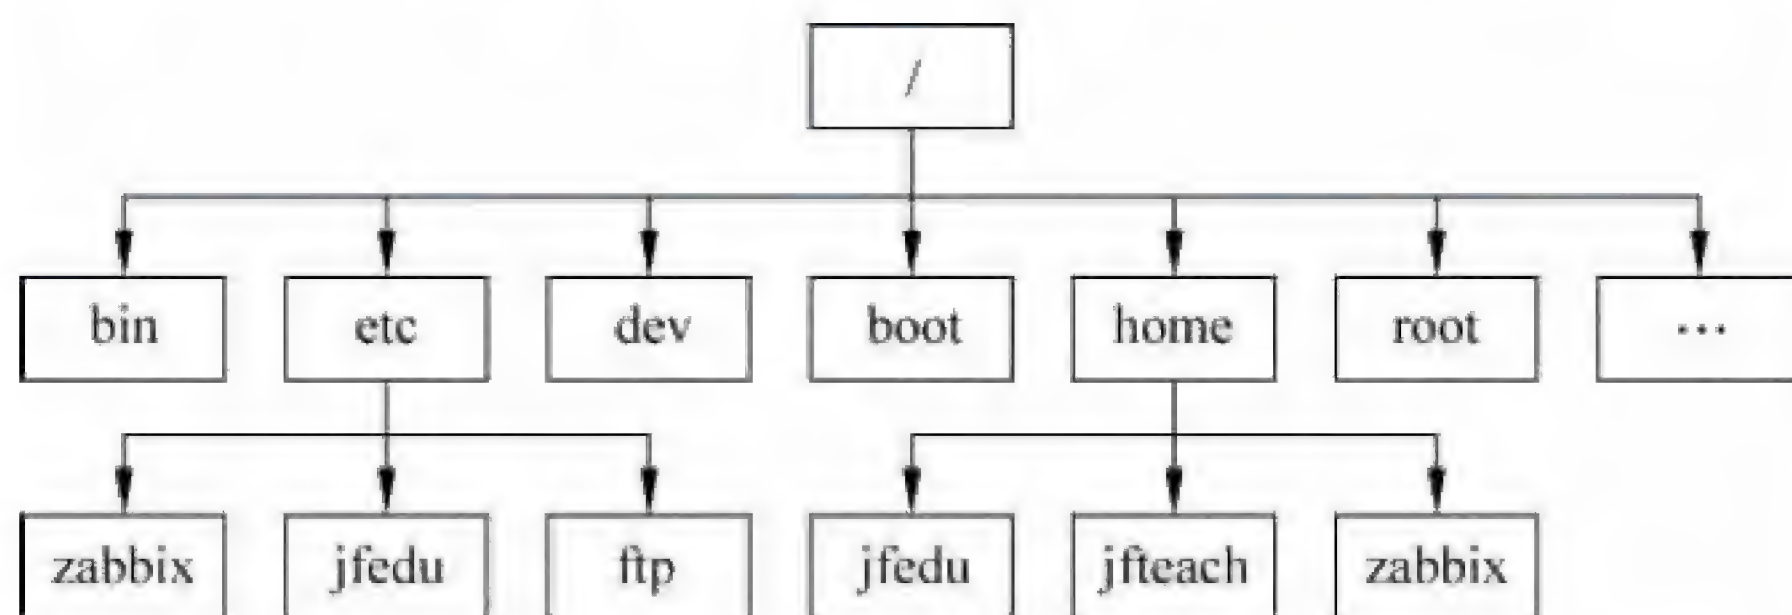 /
bin etc dev boot home root ···
zabbix jfedu ftp jfedu jfteach zabbix